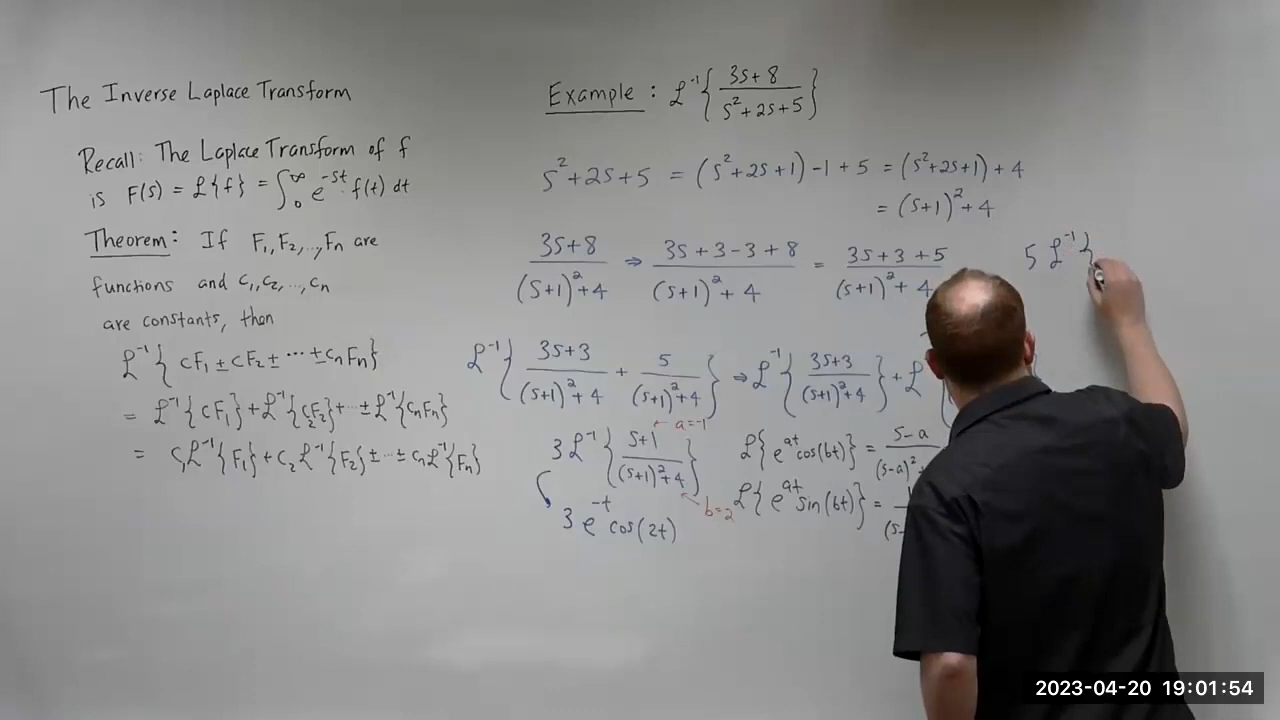 The Inverse Laplace Transform
Recall: The Laplace Transform of f
is F(s) = ℒ{f} = ∫₀^∞ e^(-st) · f(t) dt
Theorem: If F₁, F₂, ..., Fn are
functions and c₁, c₂, ..., cn
are constants, then
ℒ⁻¹{ cF₁ ± cF₂ ± ··· ± cnFn}
= ℒ⁻¹{cF₁} + ℒ⁻¹{c₂F₂} + ··· ± ℒ⁻¹{cnFn}
= c₁ℒ⁻¹{F₁} + c₂ ℒ⁻¹{F₂} ± ··· ± cnℒ⁻¹{Fn}
Example: ℒ⁻¹{ (3s+8)/(s²+2s+5) }
s²+2s+5 = (s²+2s+1) -1 + 5 = (s²+2s+1) + 4
= (s+1)² + 4
(3s+8)/((s+1)²+4) ⇒ (3s + 3 - 3 + 8)/((s+1)² + 4) = (3s + 3 + 5)/((s+1)² + 4)
5 ℒ⁻¹{
ℒ⁻¹{ (3s+3)/((s+1)²+4) + 5/((s+1)²+4) } ⇒ ℒ⁻¹{ (3s+3)/((s+1)²+4) } + ℒ
3 ℒ⁻¹{ (s+1)/((s+1)²+4) } ← a=-1
← b=2
3 e^(-t) cos(2t)
ℒ{e^(at) cos(bt)} = (s-a)/((s-a)²+
ℒ{ e^(at) sin(bt)} =
2023-04-20 19:01:54